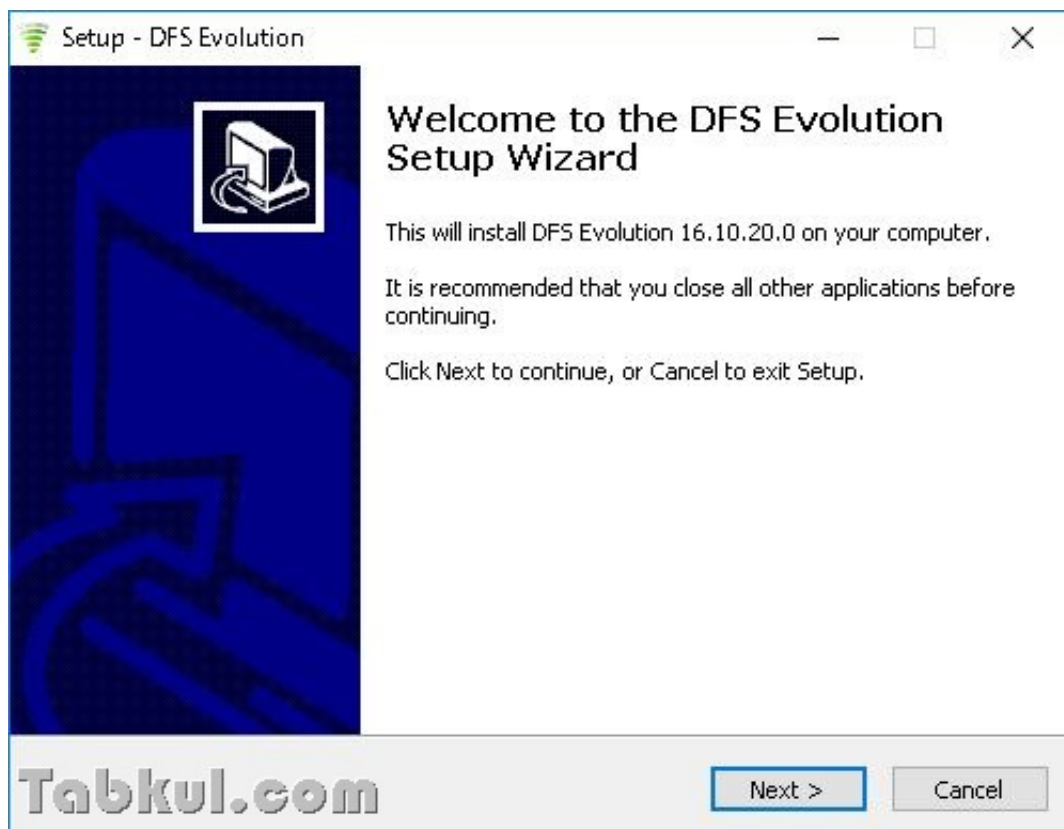 Setup - DFS Evolution
Welcome to the DFS Evolution
Setup Wizard
This will install DFS Evolution 16.10.20.0 on your computer.
It is recommended that you close all other applications before
continuing.
Click Next to continue, or Cancel to exit Setup.
Tabkul.com
Next >
Cancel